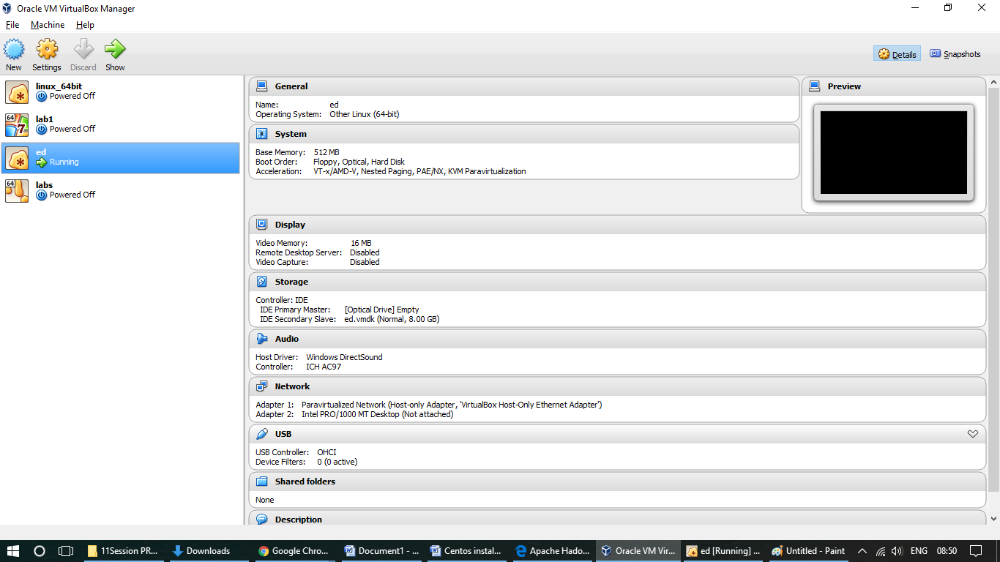 Oracle VM VirtualBox Manager
File Machine Help
New Settings Discard Show
Details Snapshots
linux_64bit
Powered Off
64
lab1
Powered Off
ed
Running
64
labs
Powered Off
General
Name: ed
Operating System: Other Linux (64-bit)
Preview
System
Base Memory: 512 MB
Boot Order: Floppy, Optical, Hard Disk
Acceleration: VT-x/AMD-V, Nested Paging, PAE/NX, KVM Paravirtualization
Display
Video Memory: 16 MB
Remote Desktop Server: Disabled
Video Capture: Disabled
Storage
Controller: IDE
IDE Primary Master: [Optical Drive] Empty
IDE Secondary Slave: ed.vmdk (Normal, 8.00 GB)
Audio
Host Driver: Windows DirectSound
Controller: ICH AC97
Network
Adapter 1: Paravirtualized Network (Host-only Adapter, 'VirtualBox Host-Only Ethernet Adapter')
Adapter 2: Intel PRO/1000 MT Desktop (Not attached)
USB
USB Controller: OHCI
Device Filters: 0 (0 active)
Shared folders
None
Description
11Session PR... Downloads Google Chro... Document1 - ... Centos instal... Apache Hado... Oracle VM Vir... ed [Running] ... Untitled - Paint ENG 08:50